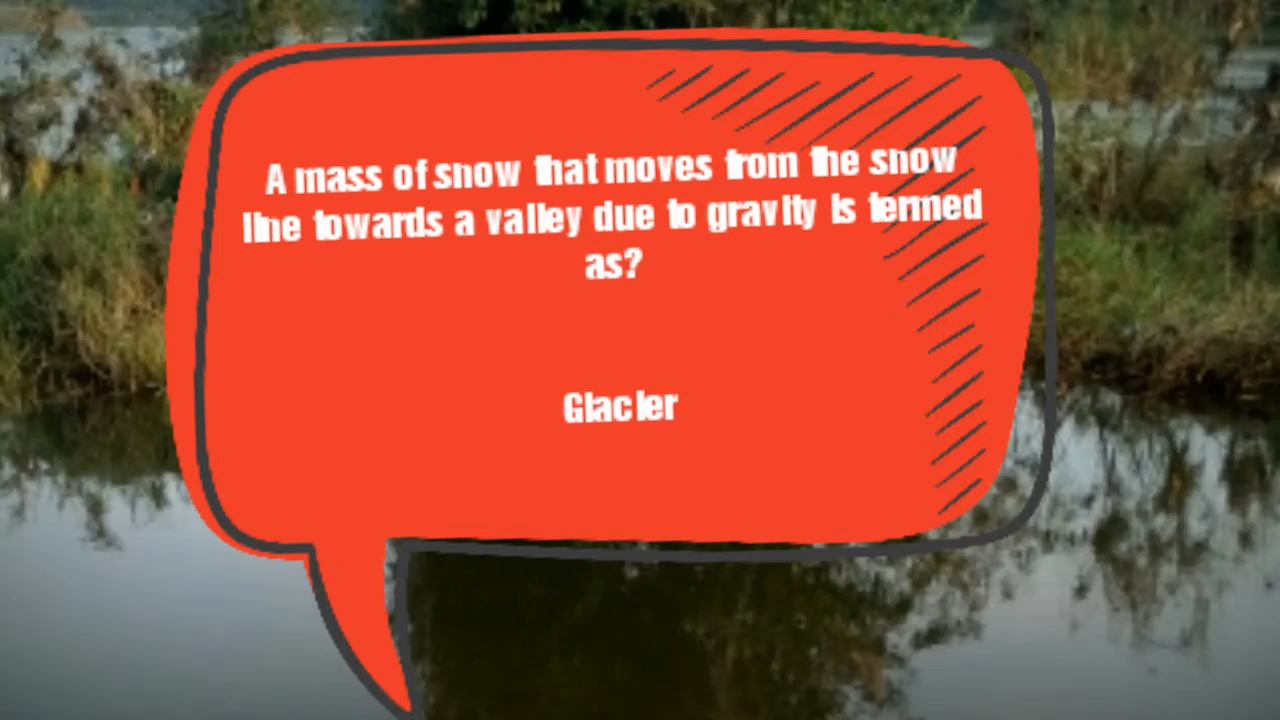 A mass of snow that moves from the snow
line towards a valley due to gravity is termed
as?
Glacier